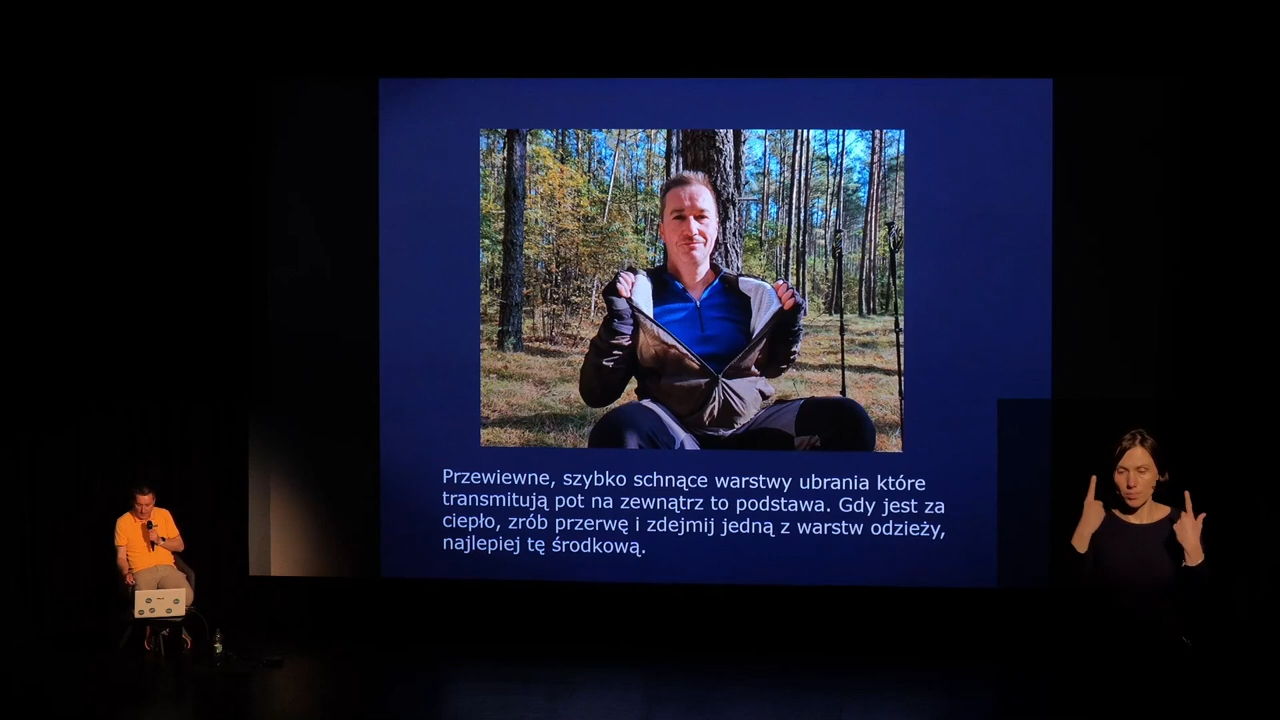 Przewiewne, szybko schnące warstwy ubrania które
transmitują pot na zewnątrz to podstawa. Gdy jest za
ciepło, zrób przerwę i zdejmij jedną z warstw odzieży,
najlepiej tę środkową.